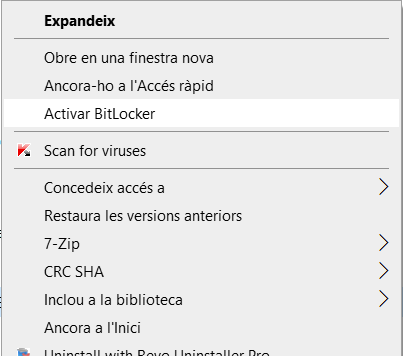 Expandeix
Obre en una finestra nova
Ancora-ho a l'Accés ràpid
Activar BitLocker
Scan for viruses
Concedeix accés a
Restaura les versions anteriors
7-Zip
CRC SHA
Inclou a la biblioteca
Ancora a l'Inici
Uninstall with Revo Uninstaller Pro